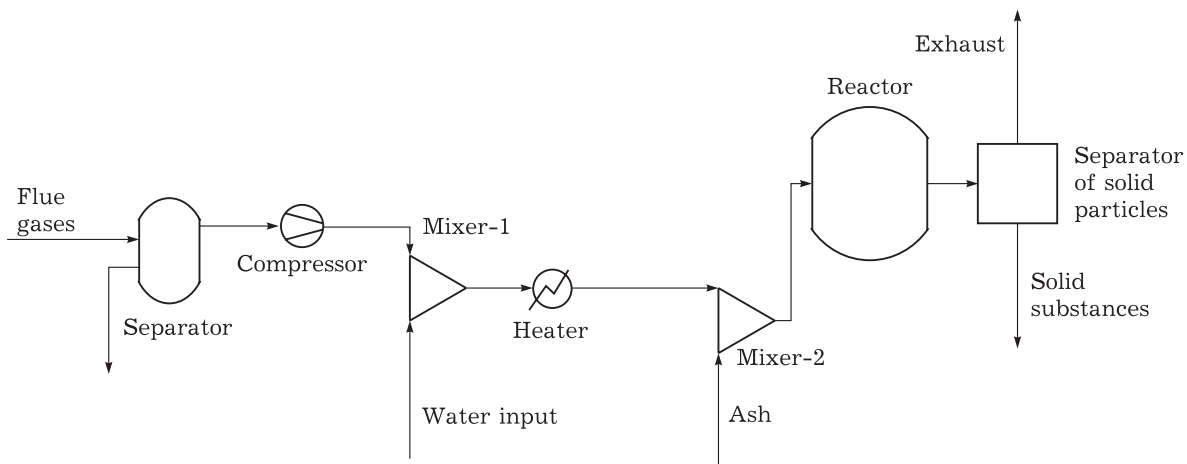 Exhaust
Reactor
Separator
of solid
particles
Flue
gases
Mixer-1
Compressor
Solid
substances
Separator
Heater
Mixer-2
Water input
Ash